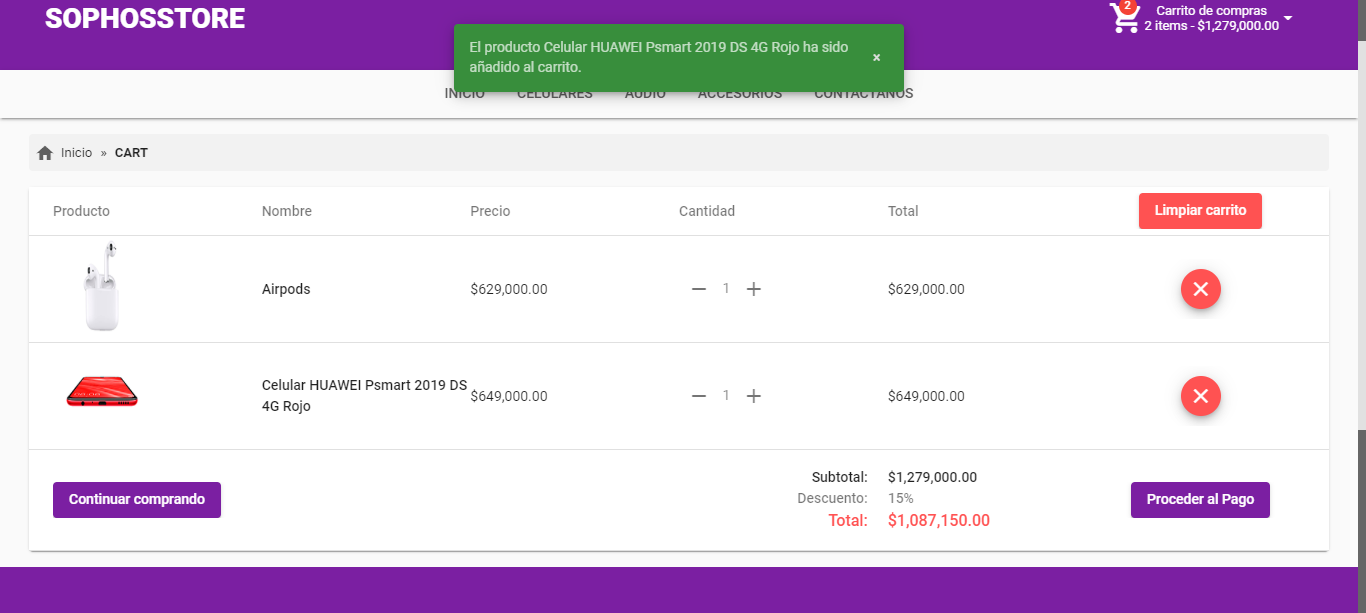 SOPHOSSTORE
2
Carrito de compras
2 items - $1,279,000.00
El producto Celular HUAWEI Psmart 2019 DS 4G Rojo ha sido
añadido al carrito.
×
INICIO CELULARES AUDIO ACCESORIOS CONTACTANOS
Inicio » CART
Producto Nombre Precio Cantidad Total Limpiar carrito
Airpods $629,000.00 1 $629,000.00
Celular HUAWEI Psmart 2019 DS
4G Rojo
$649,000.00 1 $649,000.00
Subtotal: $1,279,000.00
Descuento: 15%
Total: $1,087,150.00
Continuar comprando
Proceder al Pago